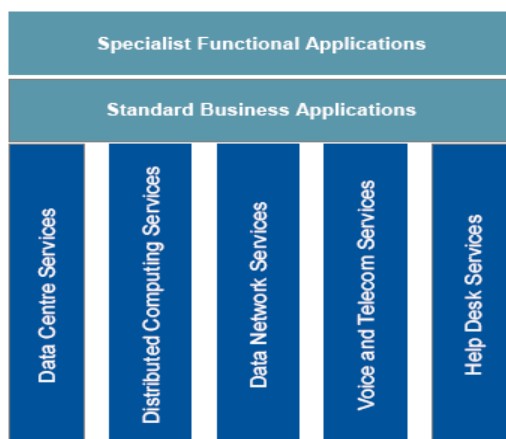 Specialist Functional Applications
Standard Business Applications
Data Centre Services
Distributed Computing Services
Data Network Services
Voice and Telecom Services
Help Desk Services